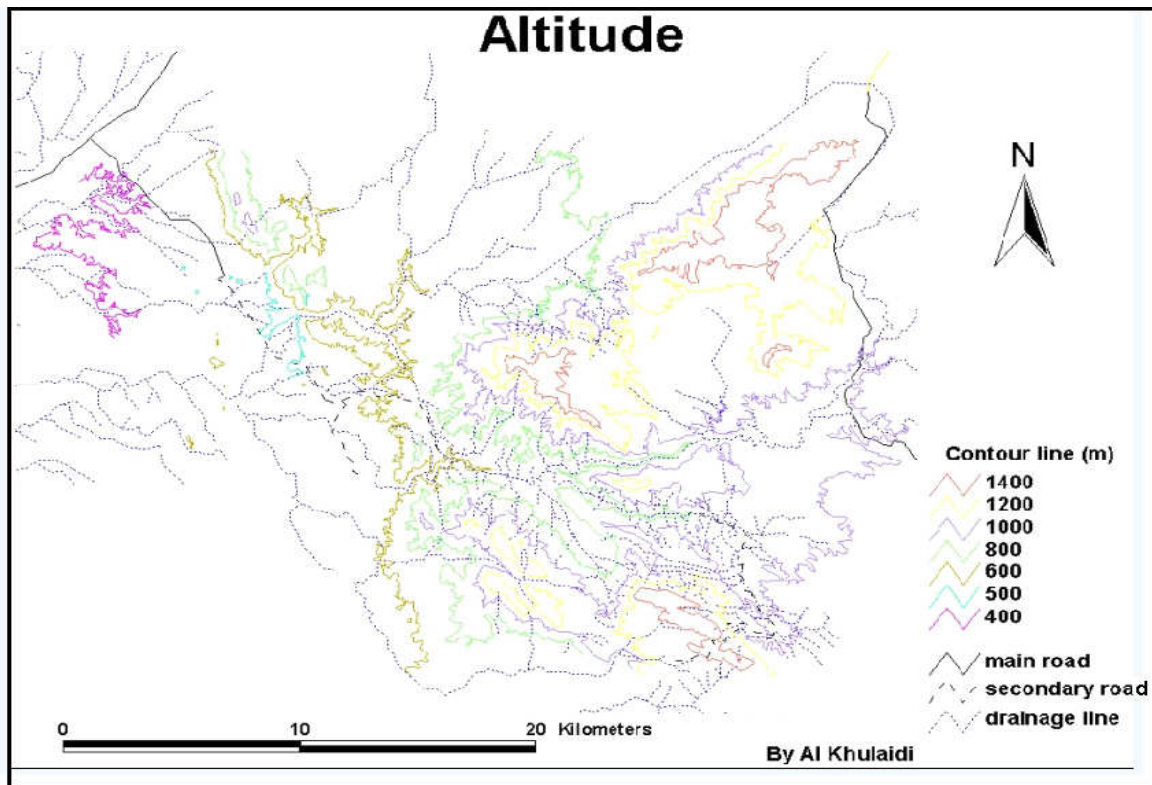 Altitude
N
Contour line (m)
1400
1200
1000
800
600
500
400
main road
secondary road
drainage line
0 10 20 Kilometers
By Al Khulaidi